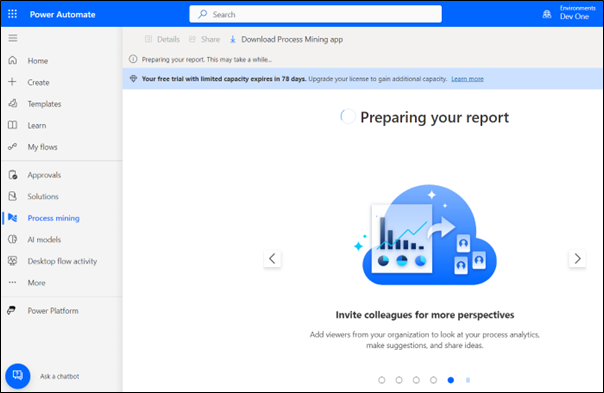 Power Automate
Search
Environments
Dev One
Details Share Download Process Mining app
Preparing your report. This may take a while...
Your free trial with limited capacity expires in 78 days. Upgrade your license to gain additional capacity. Learn more
Home
Create
Templates
Learn
My flows
Approvals
Solutions
Process mining
AI models
Desktop flow activity
More
Power Platform
Ask a chatbot
Preparing your report
Invite colleagues for more perspectives
Add viewers from your organization to look at your process analytics,
make suggestions, and share ideas.